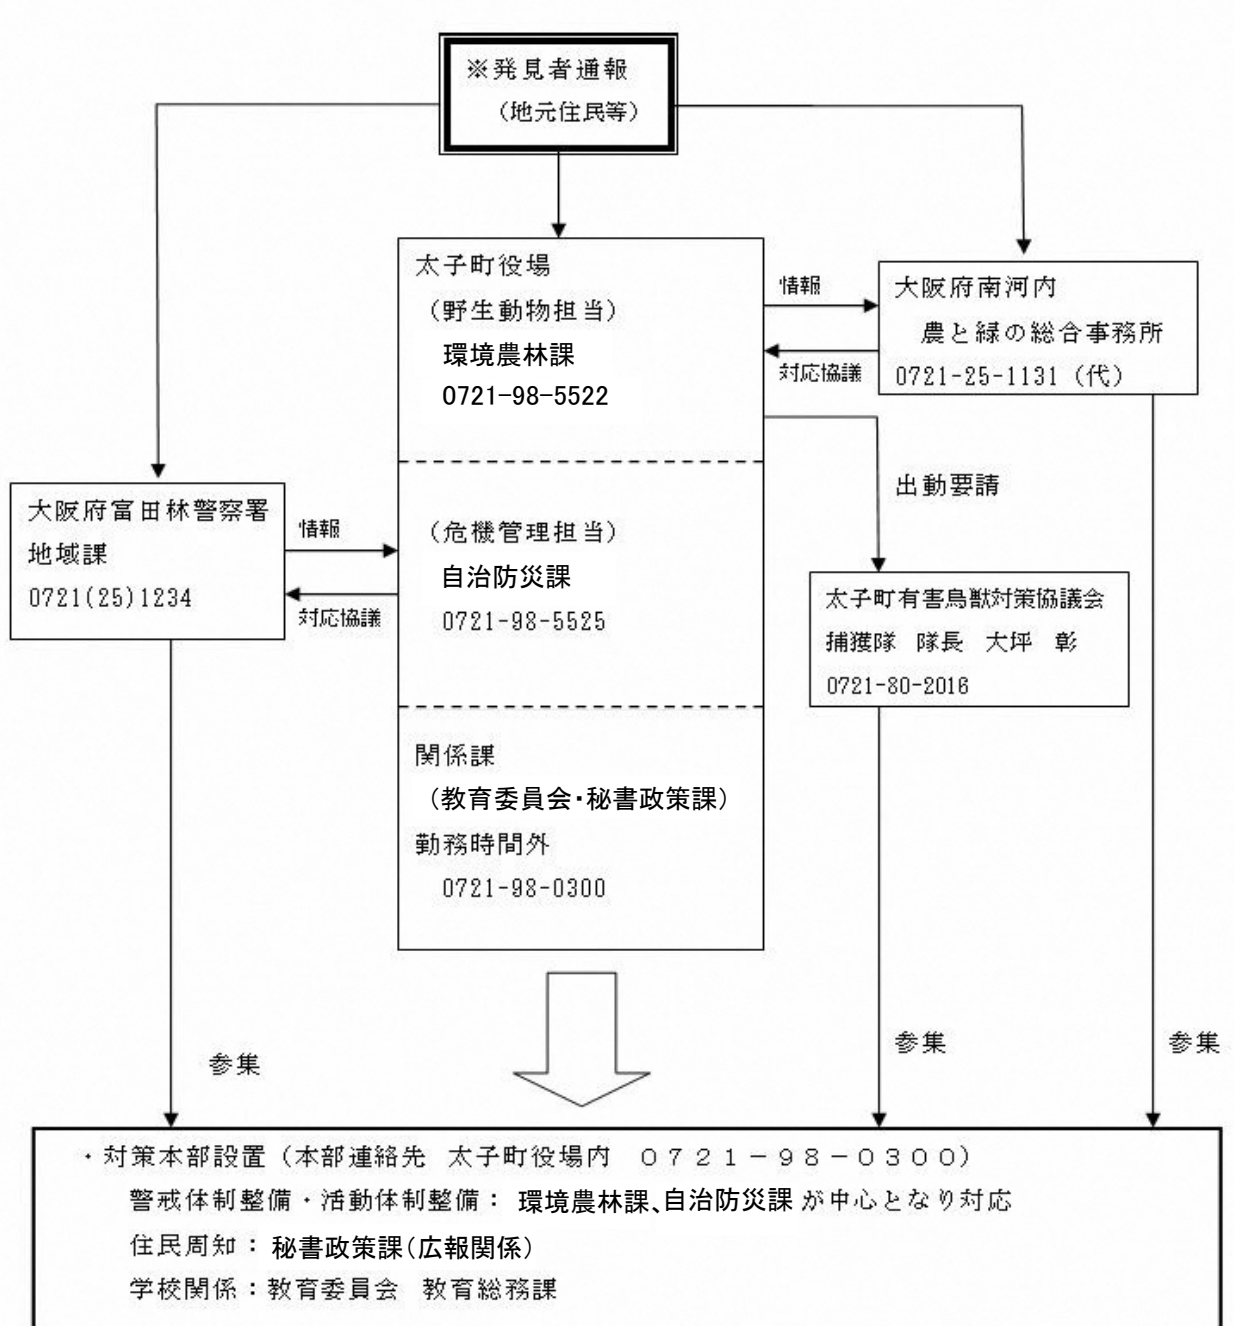 ※発見者通報
(地元住民等)
太子町役場
(野生動物担当)
環境農林課
0721-98-5522
情報
対応協議
大阪府南河内
農と緑の総合事務所
0721-25-1131 (代)
出動要請
大阪府富田林警察署
地域課
0721(25)1234
情報
対応協議
(危機管理担当)
自治防災課
0721-98-5525
太子町有害鳥獣対策協議会
捕獲隊 隊長 大坪 彰
0721-80-2016
関係課
(教育委員会・秘書政策課)
勤務時間外
0721-98-0300
参集
参集
参集
・対策本部設置(本部連絡先 太子町役場内 0721-98-0300)
警戒体制整備・活動体制整備: 環境農林課、自治防災課が中心となり対応
住民周知: 秘書政策課(広報関係)
学校関係:教育委員会 教育総務課